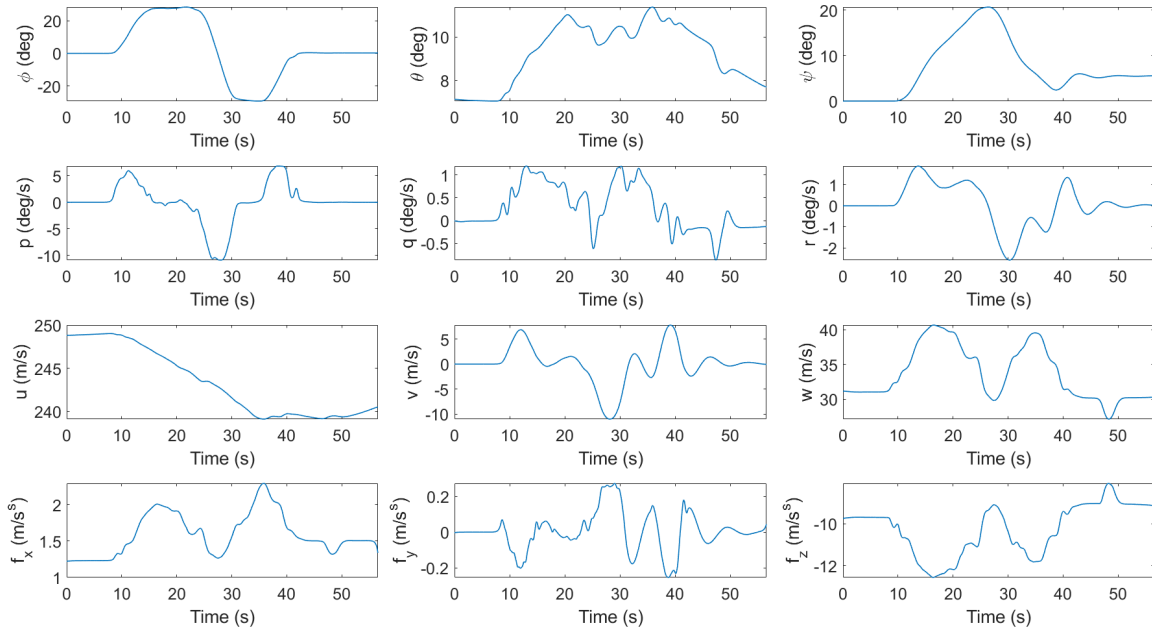 ϕ (deg)
20
0
-20
0 10 20 30 40 50
Time (s)
θ (deg)
10
8
0 10 20 30 40 50
Time (s)
ψ (deg)
20
10
0
0 10 20 30 40 50
Time (s)
p (deg/s)
5
0
-5
-10
0 10 20 30 40 50
Time (s)
q (deg/s)
1
0.5
0
-0.5
0 10 20 30 40 50
Time (s)
r (deg/s)
1
0
-1
-2
0 10 20 30 40 50
Time (s)
u (m/s)
250
245
240
0 10 20 30 40 50
Time (s)
v (m/s)
5
0
-5
-10
0 10 20 30 40 50
Time (s)
w (m/s)
40
35
30
0 10 20 30 40 50
Time (s)
f_x (m/s^s)
2
1.5
1
0 10 20 30 40 50
Time (s)
f_y (m/s^s)
0.2
0
-0.2
0 10 20 30 40 50
Time (s)
f_z (m/s^s)
-10
-12
0 10 20 30 40 50
Time (s)